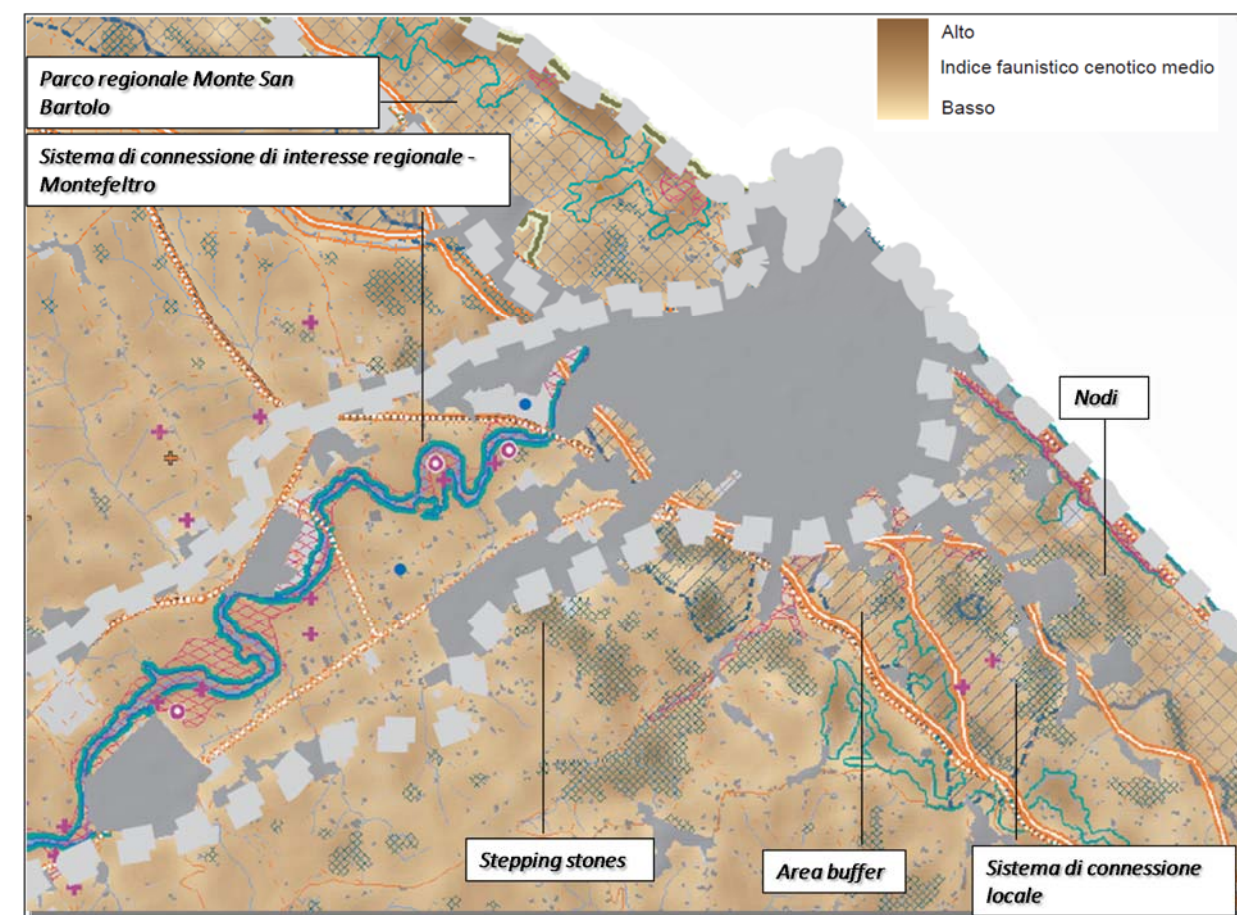 Alto
Indice faunistico cenotico medio
Basso
Parco regionale Monte San
Bartolo
Sistema di connessione di interesse regionale -
Montefeltro
Nodi
Stepping stones
Area buffer
Sistema di connessione
locale